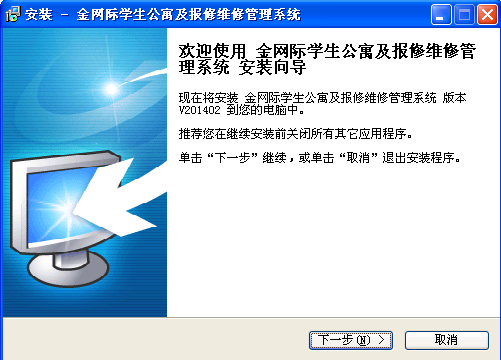 安装 - 金网际学生公寓及报修维修管理系统
欢迎使用 金网际学生公寓及报修维修管
理系统 安装向导
现在将安装 金网际学生公寓及报修维修管理系统 版本
V201402 到您的电脑中。
推荐您在继续安装前关闭所有其它应用程序。
单击“下一步”继续，或单击“取消”退出安装程序。
下一步(N) >
取消